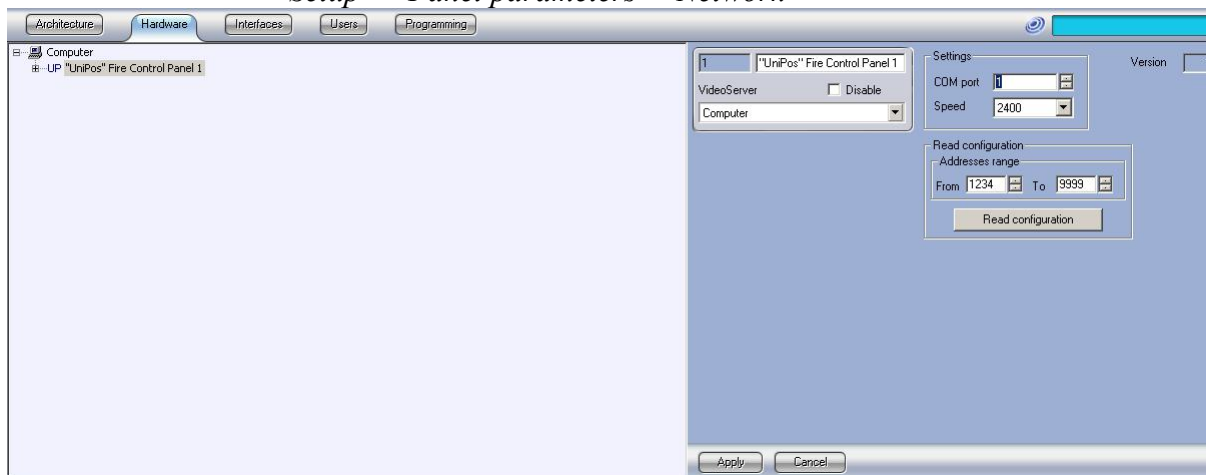 Setup – Panel parameters – Network
Architecture Hardware Interfaces Users Programming
Computer
UP "UniPos" Fire Control Panel 1
1 "UniPos" Fire Control Panel 1
VideoServer Disable
Computer
Settings
COM port 1
Speed 2400
Version
Read configuration
Addresses range
From 1234 To 9999
Read configuration
Apply Cancel